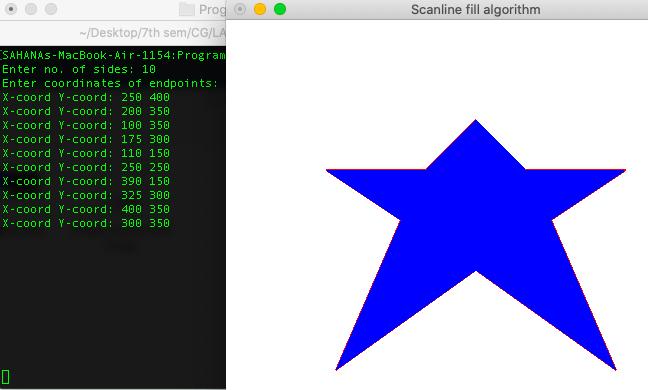 Prog
Scanline fill algorithm
~/Desktop/7th sem/CG/LA
SAHANAs-MacBook-Air-1154:Program
Enter no. of sides: 10
Enter coordinates of endpoints:
X-coord Y-coord: 250 400
X-coord Y-coord: 200 350
X-coord Y-coord: 100 350
X-coord Y-coord: 175 300
X-coord Y-coord: 110 150
X-coord Y-coord: 250 250
X-coord Y-coord: 390 150
X-coord Y-coord: 325 300
X-coord Y-coord: 400 350
X-coord Y-coord: 300 350